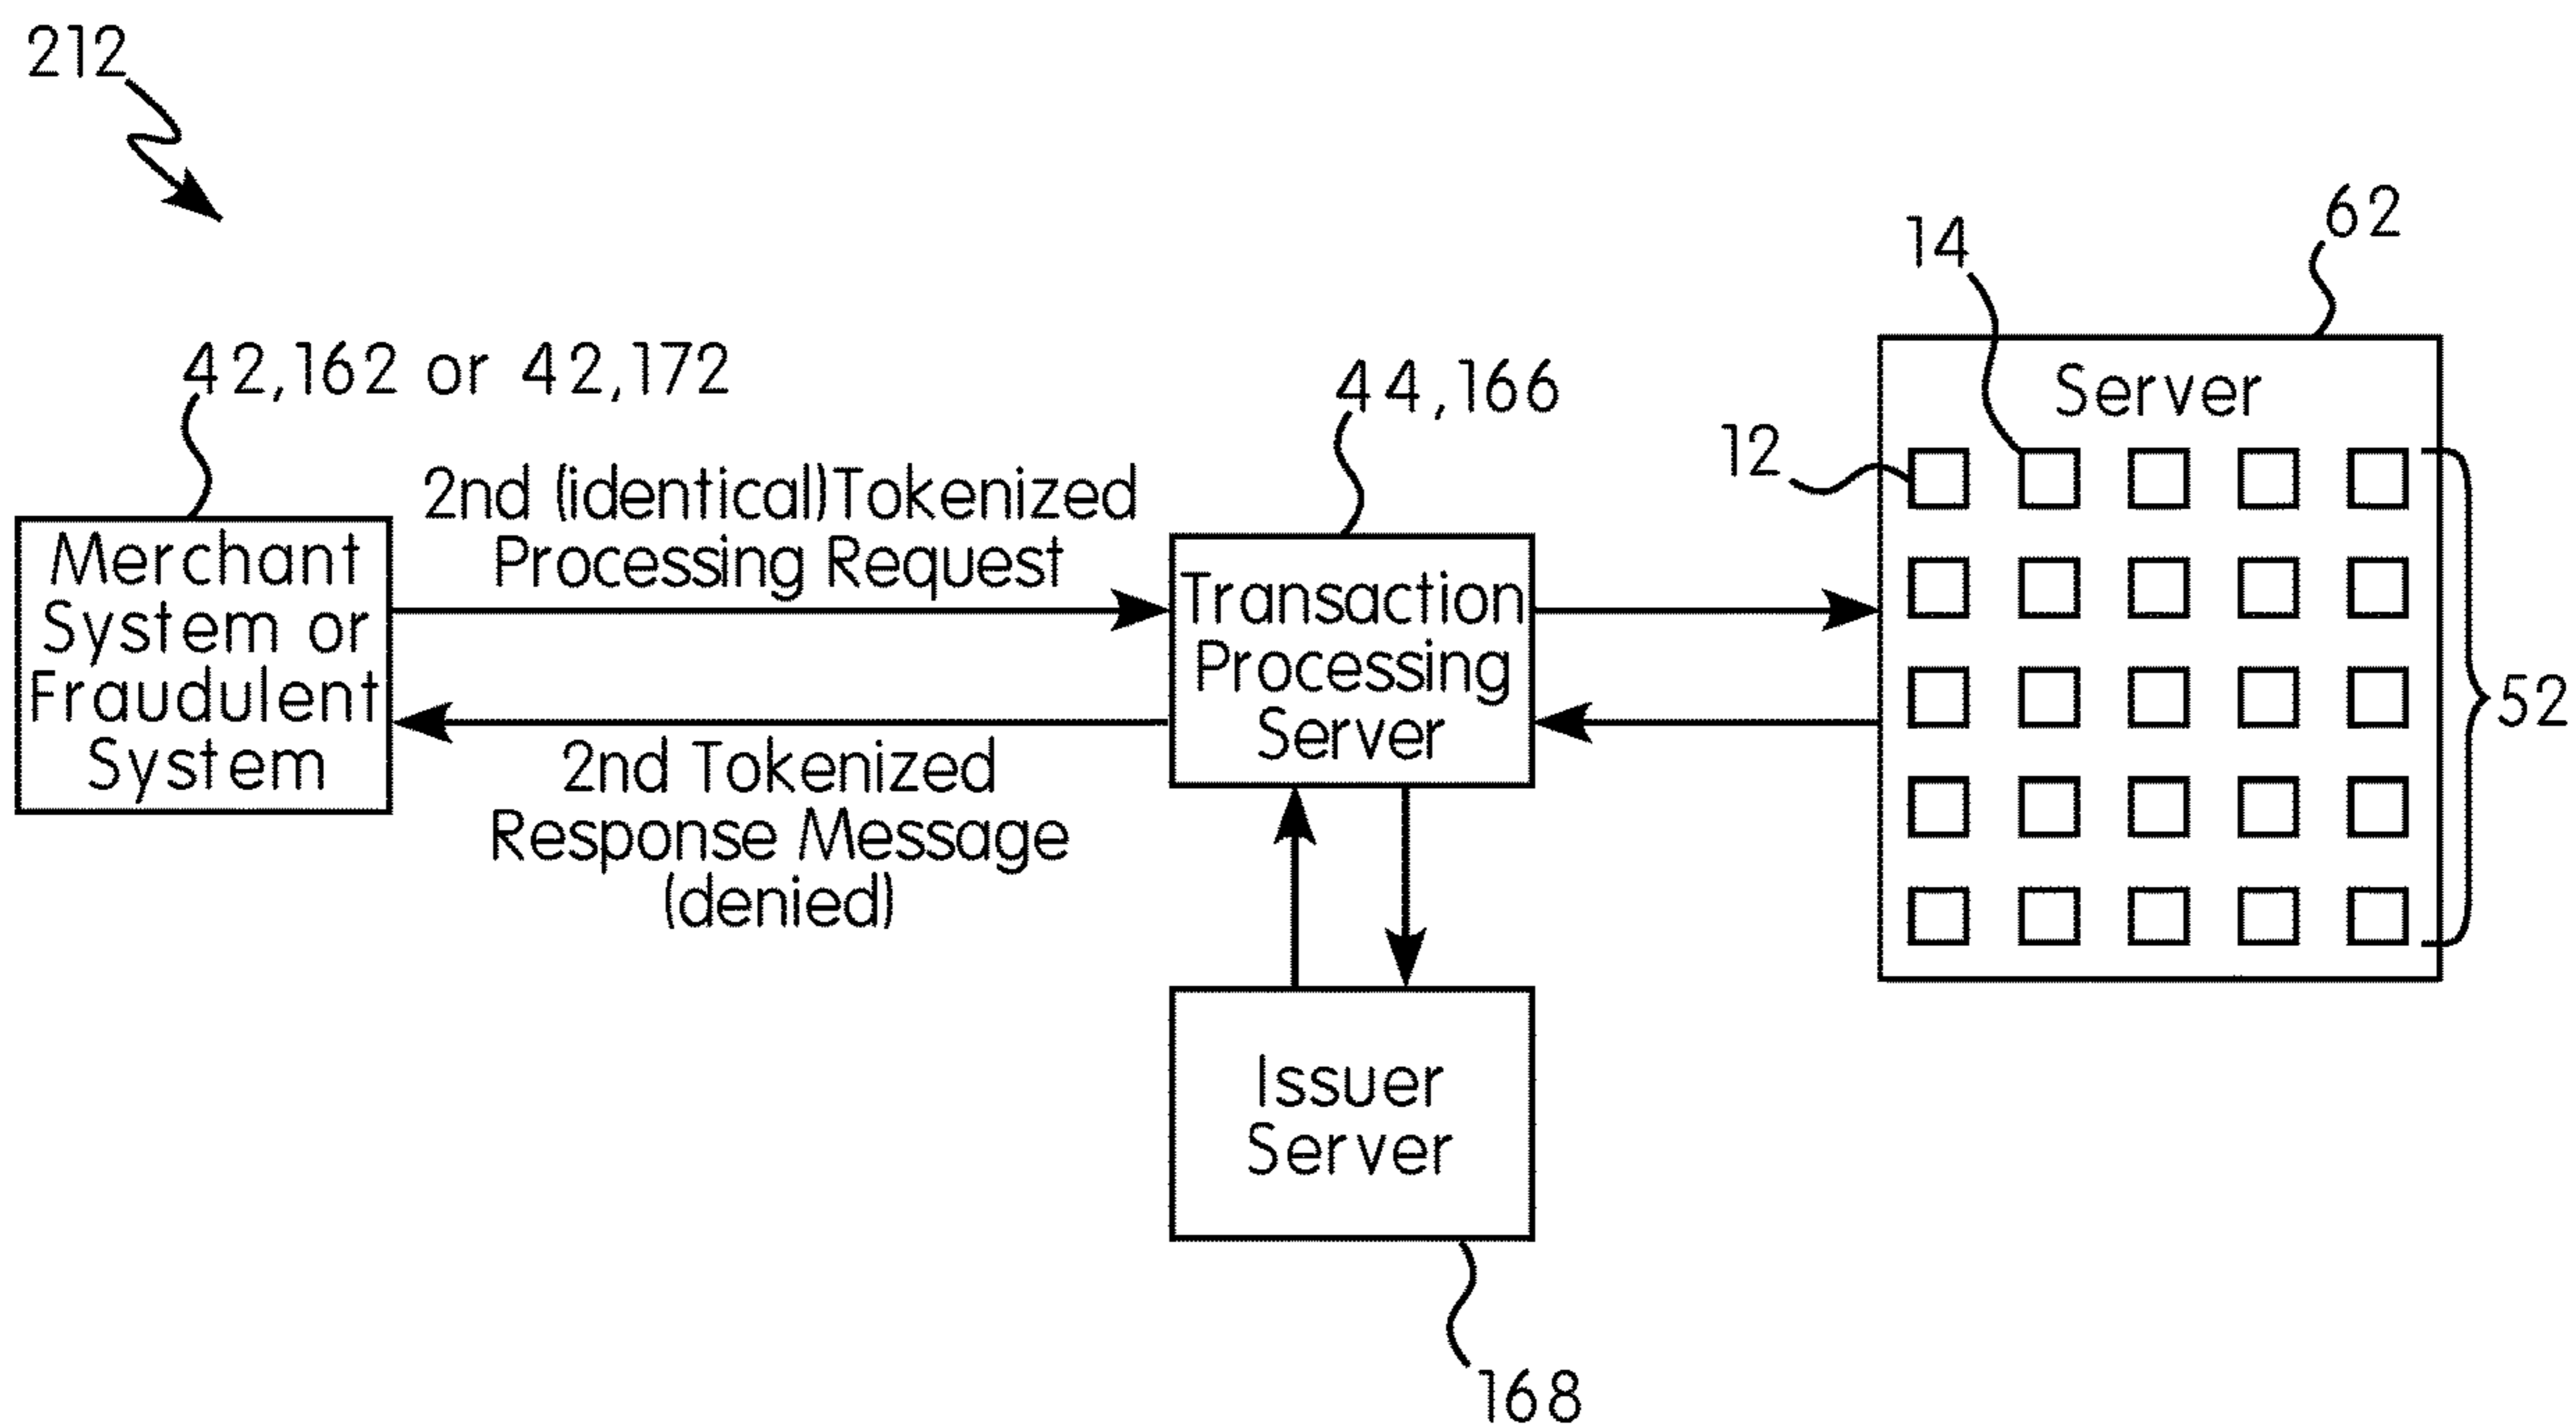 212
62
14
42,162 or 42,172
44,166
Server
12
2nd (identical)Tokenized
Processing Request
Merchant
System or
Fraudulent
System
Transaction
Processing
Server
52
2nd Tokenized
Response Message
(denied)
Issuer
Server
168